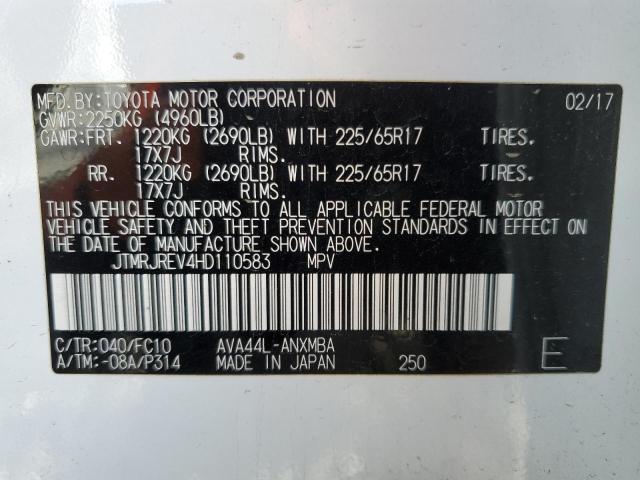 MFD.BY:TOYOTA MOTOR CORPORATION 02/17
GVWR:2250KG (4960LB)
GAWR:FRT. 1220KG (2690LB) WITH 225/65R17 TIRES.
17X7J RIMS.
RR. 1220KG (2690LB) WITH 225/65R17 TIRES.
17X7J RIMS.
THIS VEHICLE CONFORMS TO ALL APPLICABLE FEDERAL MOTOR
VEHICLE SAFETY AND THEFT PREVENTION STANDARDS IN EFFECT ON
THE DATE OF MANUFACTURE SHOWN ABOVE.
JTMRJREV4HD110583 MPV
C/TR:040/FC10 AVA44L-ANXMBA
A/TM:-08A/P314 MADE IN JAPAN 250 E